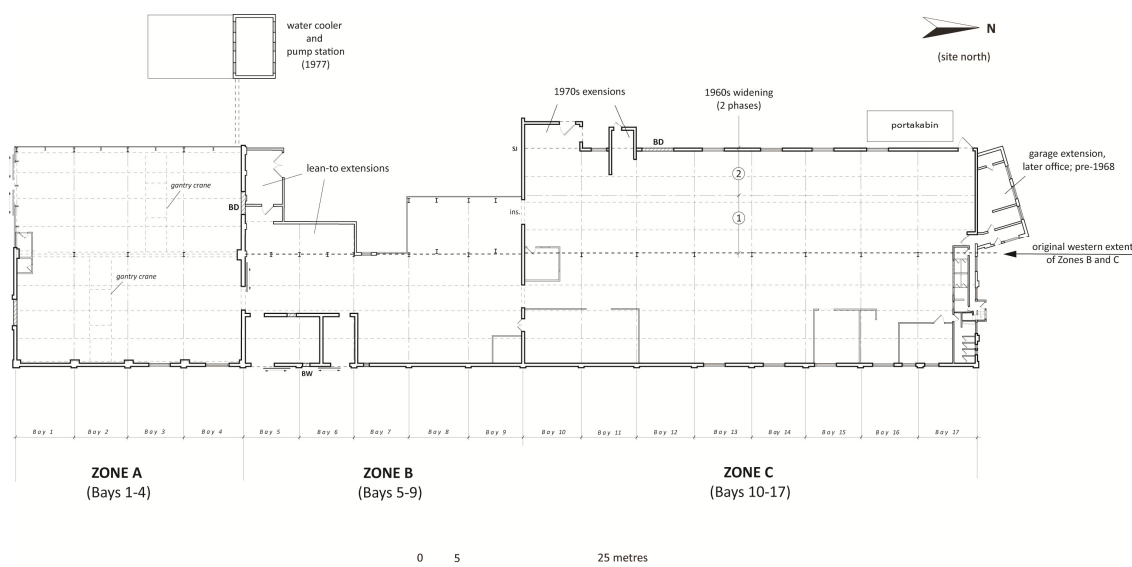 water cooler
and
pump station
(1977)
N
(site north)
1970s exensions
1960s widening
(2 phases)
portakabin
BD
SJ
lean-to extensions
garage extension,
later office; pre-1968
gantry crane
2
BD
ins.
1
original western extent
of Zones B and C
gantry crane
BW
Bay 1
Bay 2
Bay 3
Bay 4
Bay 5
Bay 6
Bay 7
Bay 8
Bay 9
Bay 10
Bay 11
Bay 12
Bay 13
Bay 14
Bay 15
Bay 16
Bay 17
ZONE A
(Bays 1-4)
ZONE B
(Bays 5-9)
ZONE C
(Bays 10-17)
0 5 25 metres